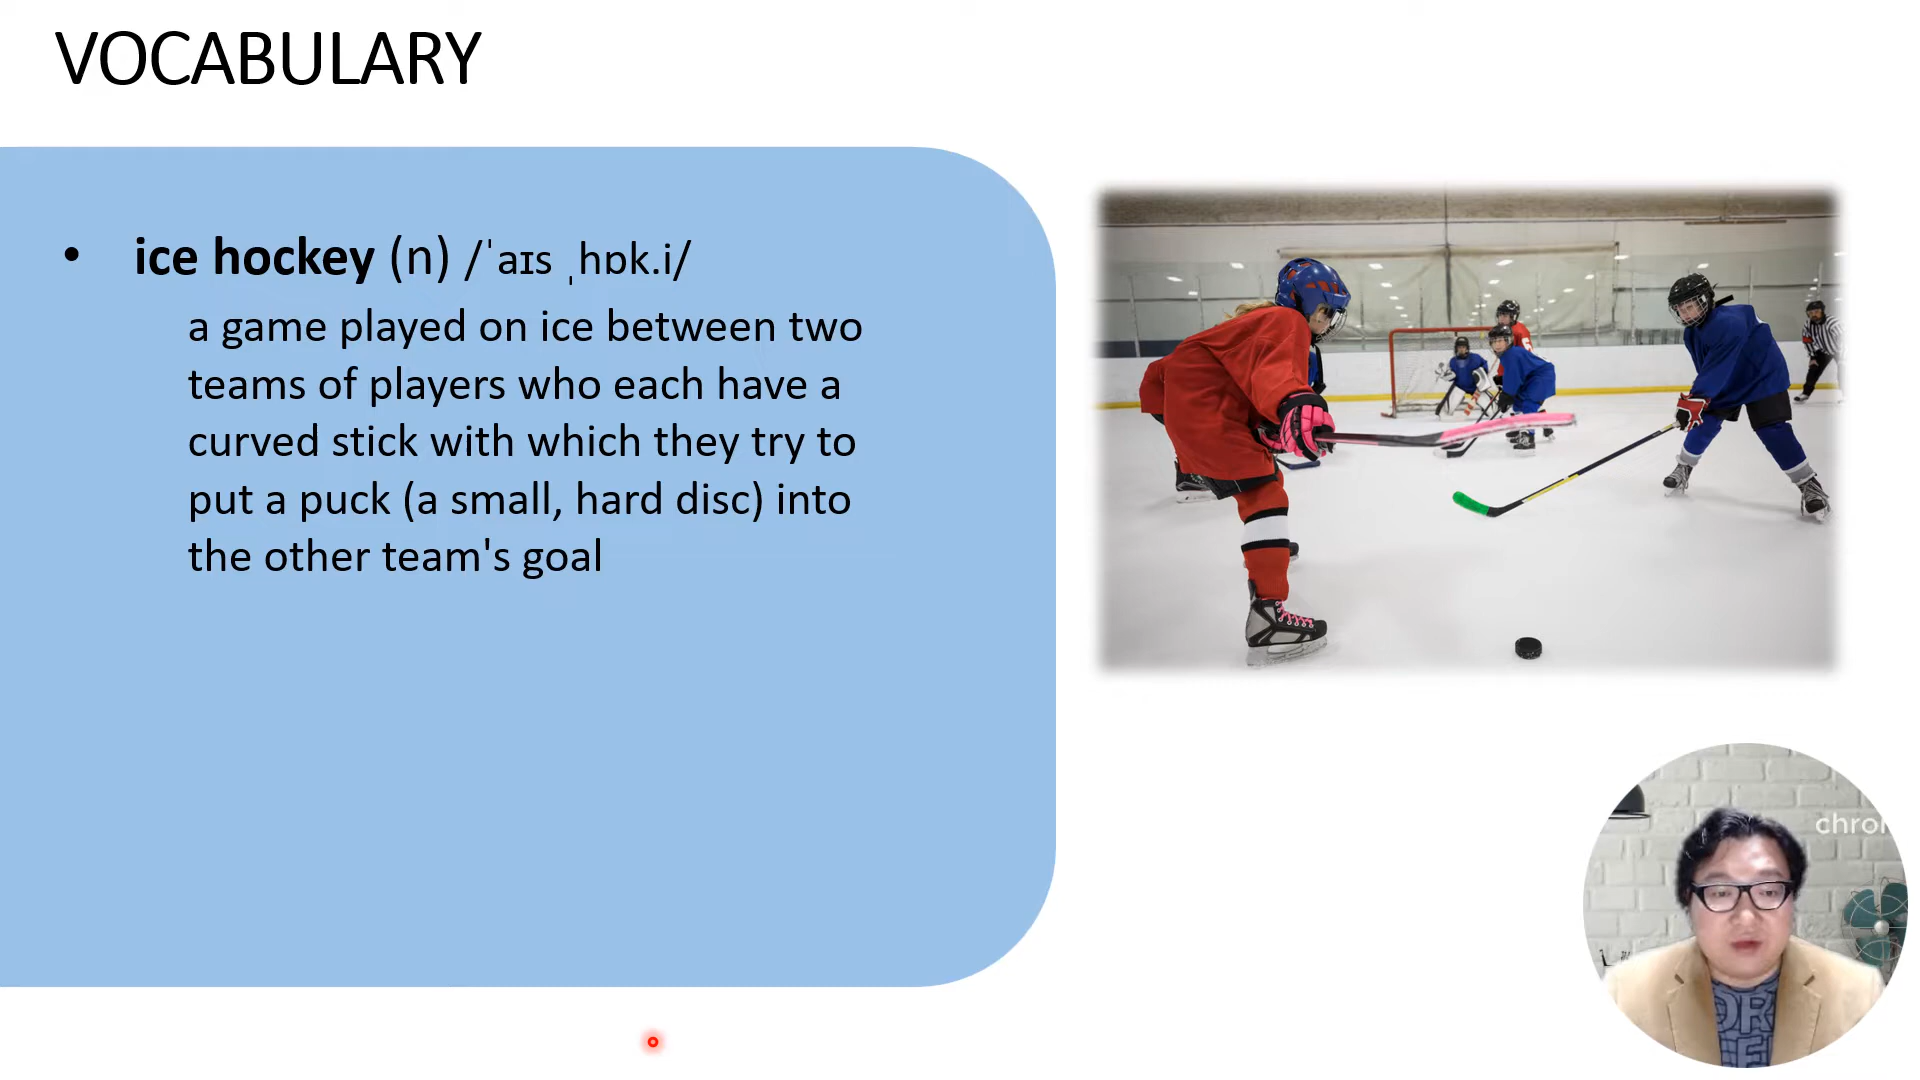 VOCABULARY
• ice hockey (n) /ˈaɪs ˌhɒk.i/
a game played on ice between two
teams of players who each have a
curved stick with which they try to
put a puck (a small, hard disc) into
the other team's goal
chro